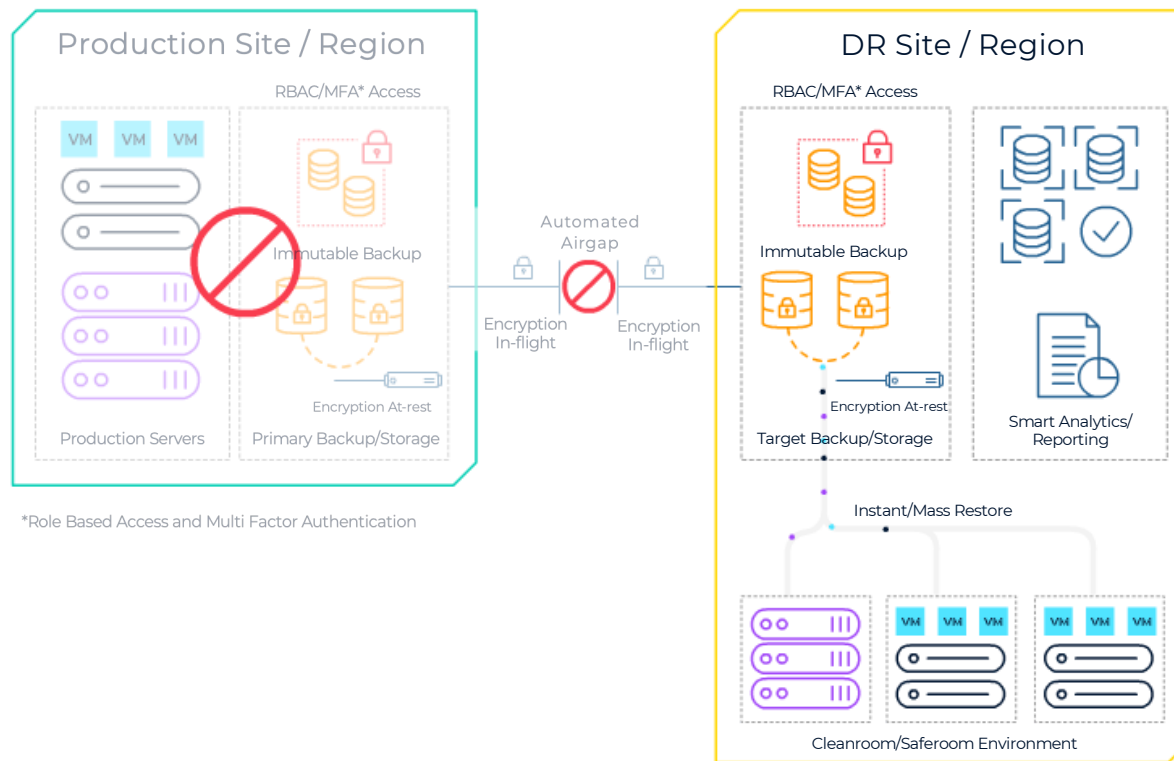 Production Site / Region
RBAC/MFA* Access
VM
VM
VM
Immutable Backup
Encryption At-rest
Production Servers
Primary Backup/Storage
*Role Based Access and Multi Factor Authentication
Automated
Airgap
Encryption
In-flight
Encryption
In-flight
DR Site / Region
RBAC/MFA* Access
Immutable Backup
Encryption At-rest
Target Backup/Storage
Smart Analytics/
Reporting
Instant/Mass Restore
VM
VM
VM
VM
VM
VM
Cleanroom/Saferoom Environment